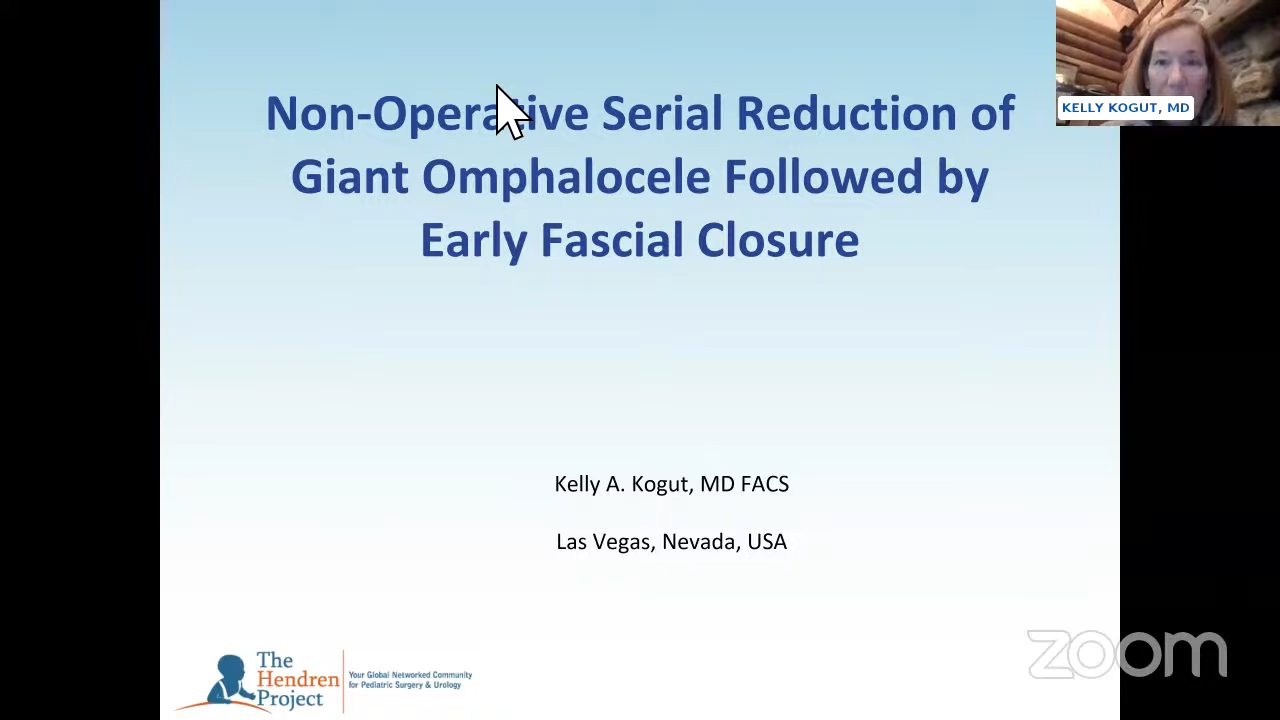 Non-Operative Serial Reduction of
Giant Omphalocele Followed by
Early Fascial Closure
KELLY KOGUT, MD
Kelly A. Kogut, MD FACS
Las Vegas, Nevada, USA
The
Hendren
Project
Your Global Networked Community
for Pediatric Surgery & Urology
zoom